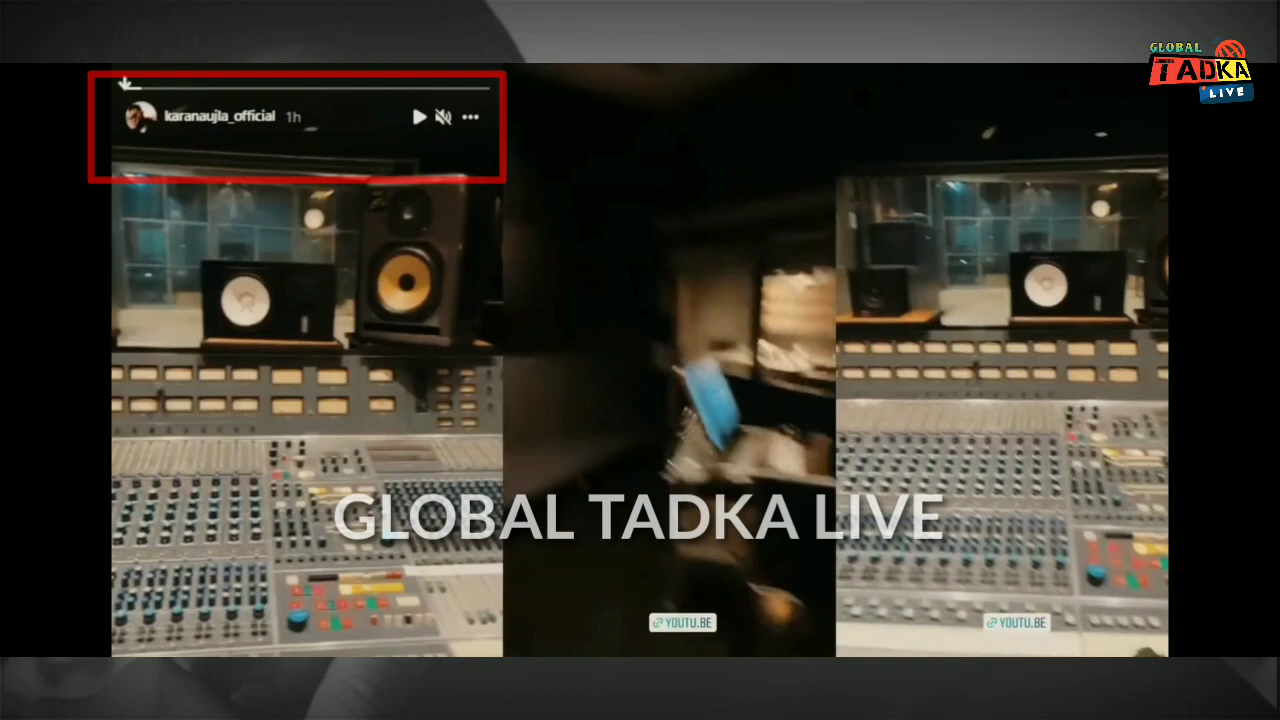 GLOBAL
TADKA
LIVE
karanaujla_official 1h
GLOBAL TADKA LIVE
YOUTU.BE
YOUTU.BE